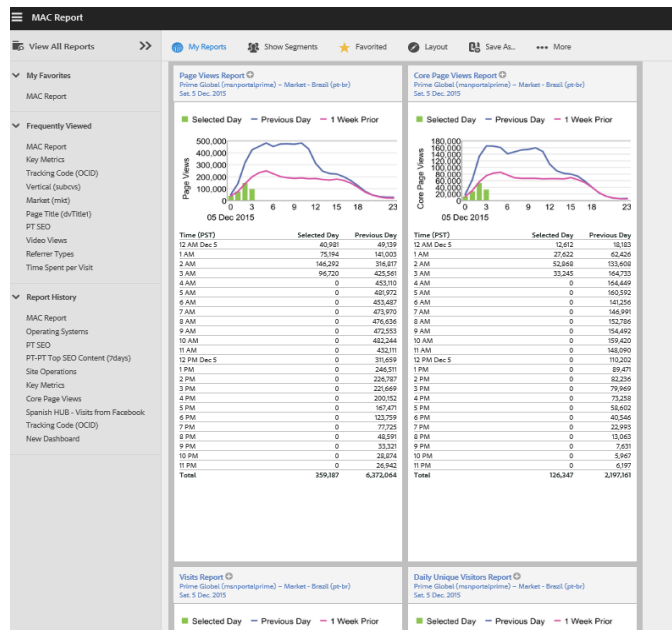 MAC Report
View All Reports
My Reports
Show Segments
Favorited
Layout
Save As..
More
My Favorites
MAC Report
Frequently Viewed
MAC Report
Key Metrics
Tracking Code (OCID)
Vertical (subcvs)
Market (mkt)
Page Title (dvTitle1)
PT SEO
Video Views
Referrer Types
Time Spent per Visit
Report History
MAC Report
Operating Systems
PT SEO
PT-PT Top SEO Content (7days)
Site Operations
Key Metrics
Core Page Views
Spanish HUB - Visits from Facebook
Tracking Code (OCID)
New Dashboard
Page Views Report
Prime Global (msnportalprime) – Market - Brazil (pt-br)
Sat. 5 Dec. 2015
Selected Day Previous Day 1 Week Prior
Page Views
500,000
400,000
300,000
200,000
100,000
0
0 3 6 9 12 15 18 23
05 Dec 2015
Time (PST) Selected Day Previous Day
12 AM Dec 5 40,981 49,139
1 AM 75,194 141,003
2 AM 146,292 316,817
3 AM 96,720 425,561
4 AM 0 453,110
5 AM 0 481,972
6 AM 0 453,487
7 AM 0 473,970
8 AM 0 476,636
9 AM 0 472,553
10 AM 0 482,244
11 AM 0 432,111
12 PM Dec 5 0 311,659
1 PM 0 246,511
2 PM 0 226,787
3 PM 0 221,669
4 PM 0 200,152
5 PM 0 167,471
6 PM 0 123,759
7 PM 0 77,725
8 PM 0 48,591
9 PM 0 33,321
10 PM 0 28,874
11 PM 0 26,942
Total 359,187 6,372,064
Core Page Views Report
Prime Global (msnportalprime) – Market - Brazil (pt-br)
Sat. 5 Dec. 2015
Selected Day Previous Day 1 Week Prior
Core Page Views
180,000
160,000
140,000
120,000
100,000
80,000
60,000
40,000
20,000
0
0 3 6 9 12 15 18 23
05 Dec 2015
Time (PST) Selected Day Previous Day
12 AM Dec 5 12,612 18,183
1 AM 27,622 62,426
2 AM 52,868 133,608
3 AM 33,245 164,733
4 AM 0 164,449
5 AM 0 160,592
6 AM 0 141,256
7 AM 0 146,991
8 AM 0 152,786
9 AM 0 154,492
10 AM 0 159,420
11 AM 0 148,090
12 PM Dec 5 0 110,202
1 PM 0 89,471
2 PM 0 82,236
3 PM 0 79,969
4 PM 0 73,258
5 PM 0 58,602
6 PM 0 40,546
7 PM 0 22,993
8 PM 0 13,063
9 PM 0 7,631
10 PM 0 5,967
11 PM 0 6,197
Total 126,347 2,197,161
Visits Report
Prime Global (msnportalprime) – Market - Brazil (pt-br)
Sat. 5 Dec. 2015
Selected Day Previous Day 1 Week Prior
Daily Unique Visitors Report
Prime Global (msnportalprime) – Market - Brazil (pt-br)
Sat. 5 Dec. 2015
Selected Day Previous Day 1 Week Prior